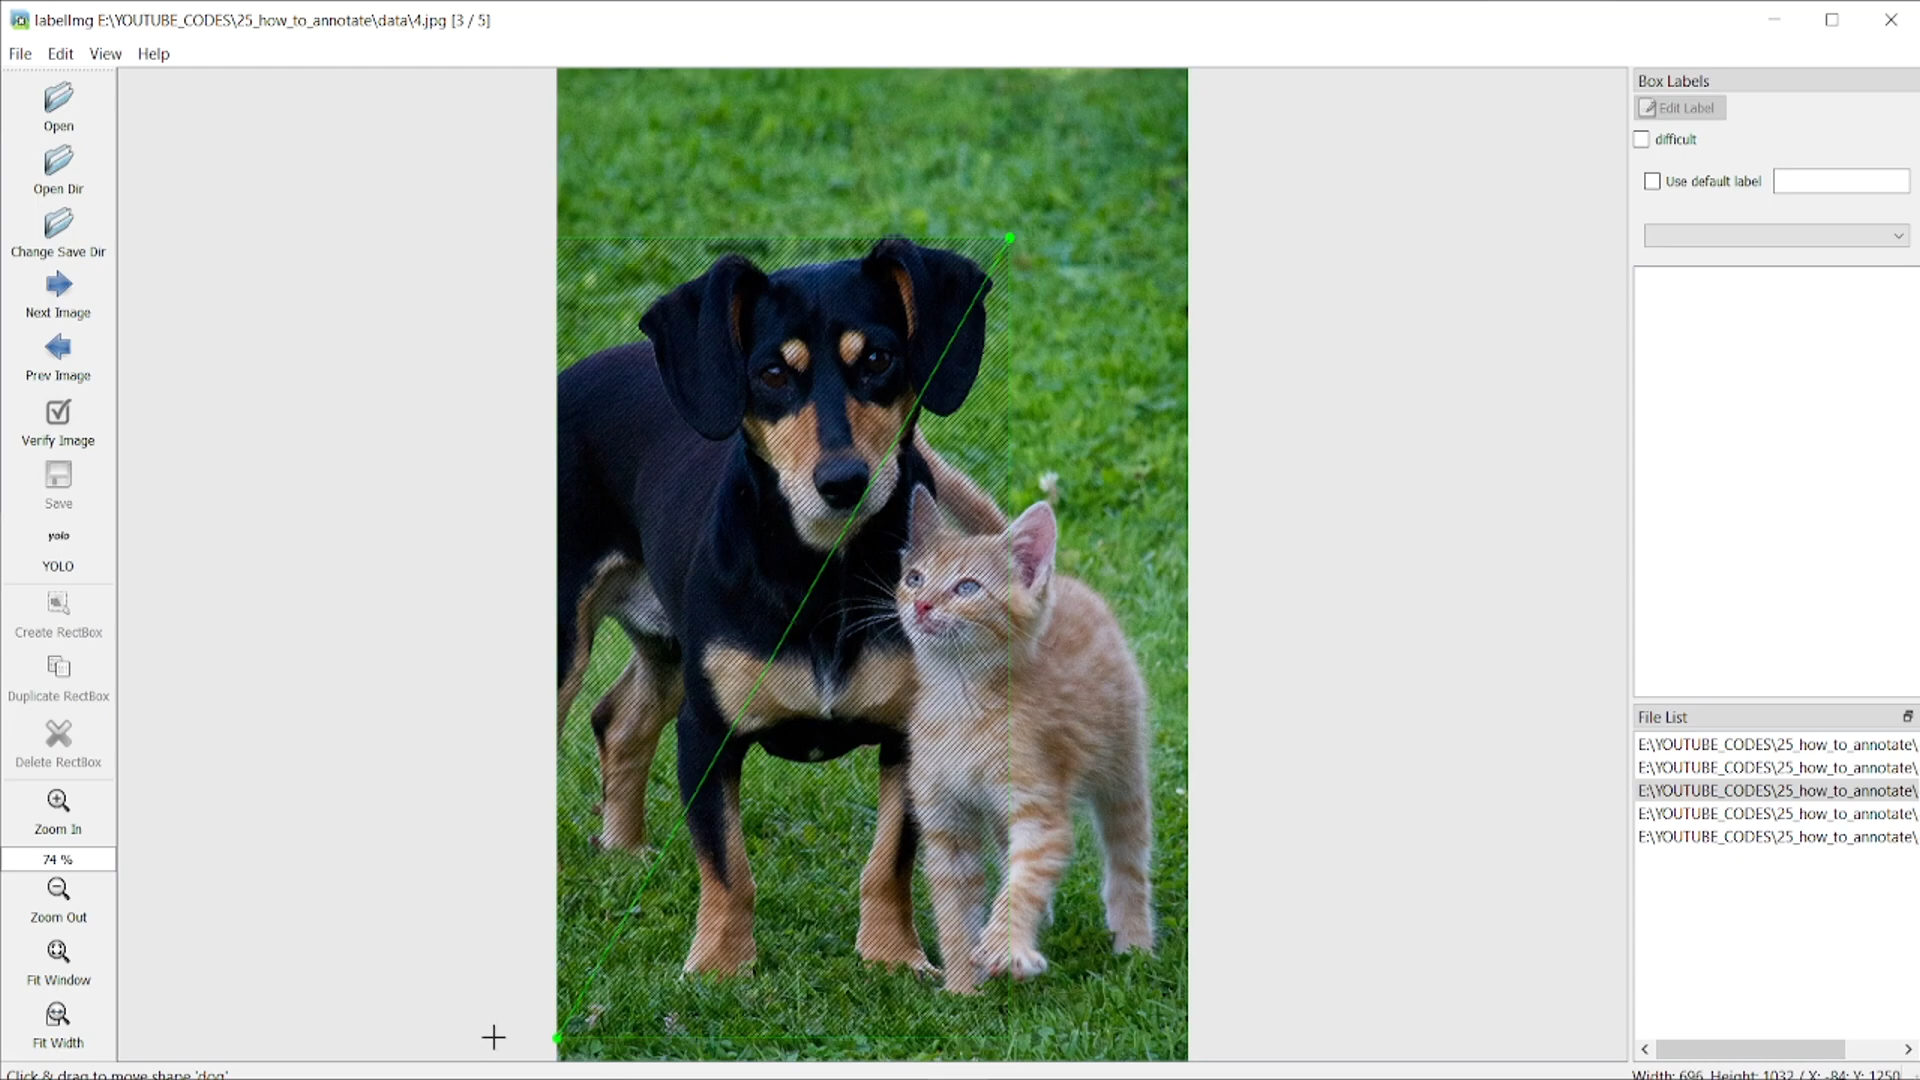 labelImg E:\YOUTUBE_CODES\25_how_to_annotate\data\4.jpg [3 / 5]
File Edit View Help
Open
Open Dir
Change Save Dir
Next Image
Prev Image
Verify Image
Save
yolo
YOLO
Create RectBox
Duplicate RectBox
Delete RectBox
Zoom In
74 %
Zoom Out
Fit Window
Fit Width
Box Labels
Edit Label
difficult
Use default label
File List
E:\YOUTUBE_CODES\25_how_to_annotate\
E:\YOUTUBE_CODES\25_how_to_annotate\
E:\YOUTUBE_CODES\25_how_to_annotate\
E:\YOUTUBE_CODES\25_how_to_annotate\
E:\YOUTUBE_CODES\25_how_to_annotate\
Click & drag to move shape 'dog'
Width: 696, Height: 1032 / X: -84; Y: 1250